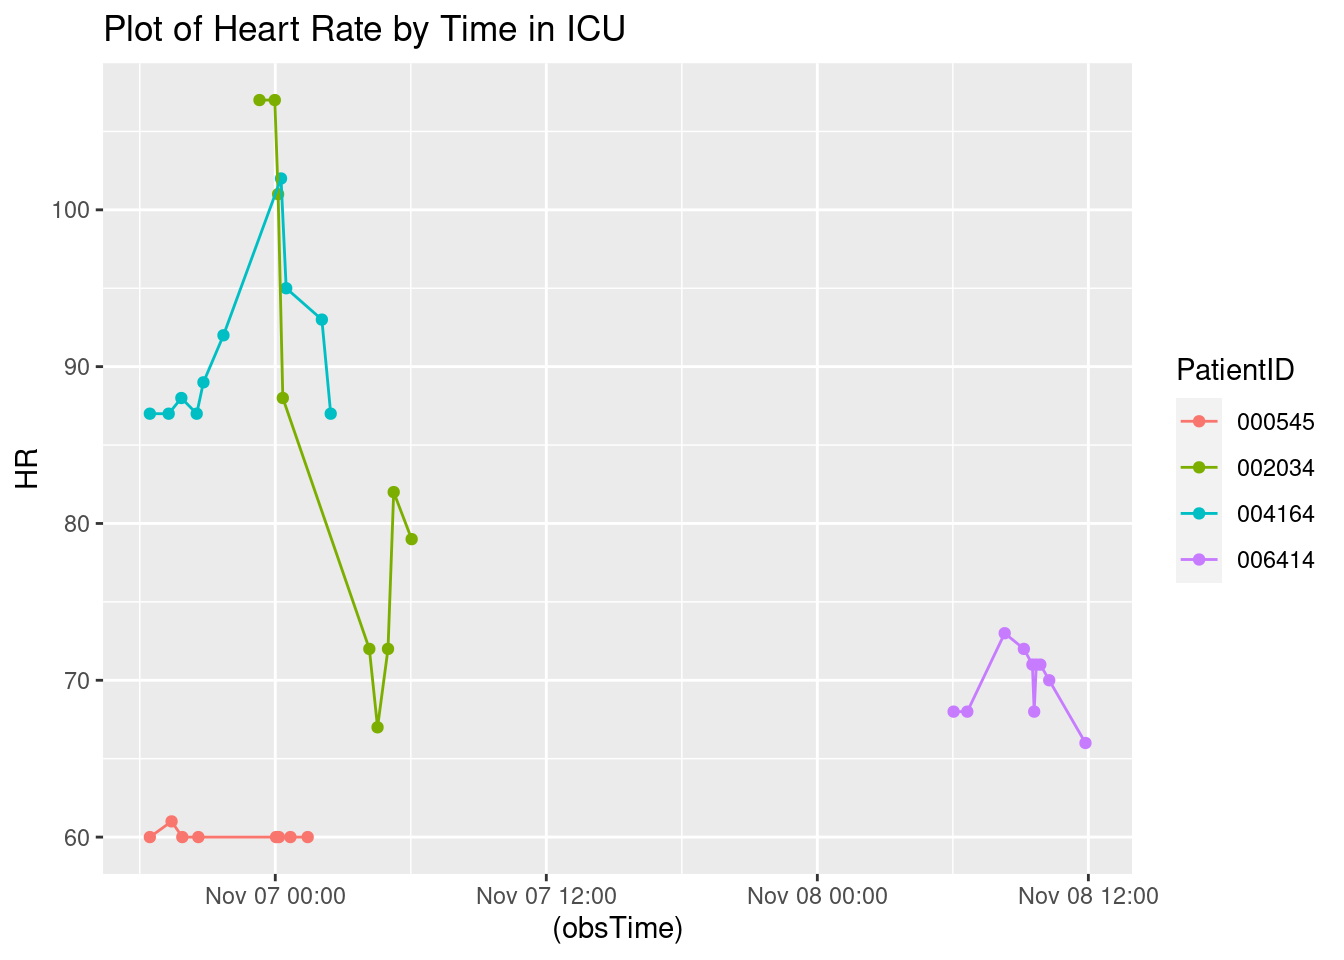 Plot of Heart Rate by Time in ICU
HR
100
90
80
70
60
Nov 07 00:00
Nov 07 12:00
Nov 08 00:00
Nov 08 12:00
(obsTime)
PatientID
000545
002034
004164
006414